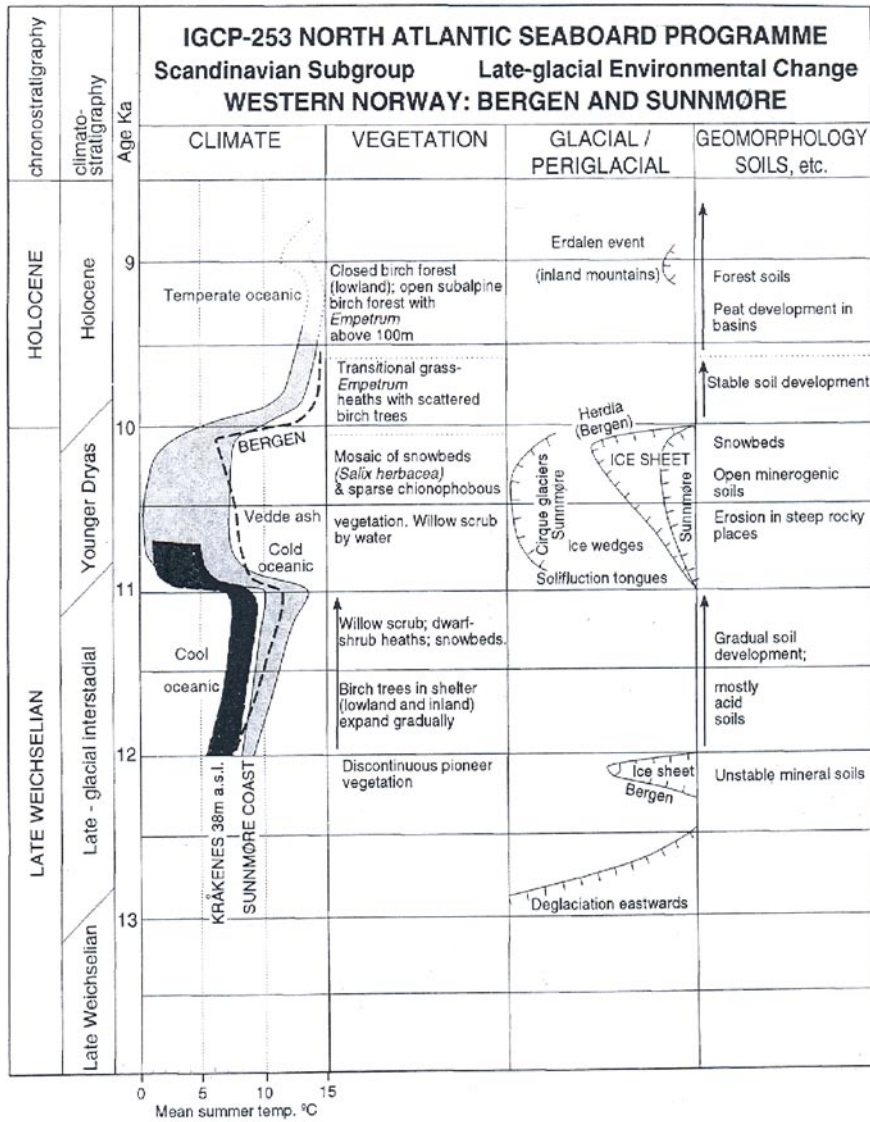 IGCP-253 NORTH ATLANTIC SEABOARD PROGRAMME
Scandinavian Subgroup Late-glacial Environmental Change
WESTERN NORWAY: BERGEN AND SUNNMØRE
chronostratigraphy
climato-
stratigraphy
Age Ka
CLIMATE
VEGETATION
GLACIAL /
PERIGLACIAL
GEOMORPHOLOGY
SOILS, etc.
HOLOCENE
LATE WEICHSELIAN
Holocene
Younger Dryas
Late - glacial interstadial
Late Weichselian
9
10
11
12
13
Temperate oceanic
BERGEN
Vedde ash
Cold
oceanic
Cool
oceanic
KRÅKENES 38m a.s.l.
SUNNMØRE COAST
0 5 10 15
Mean summer temp. ºC
Closed birch forest
(lowland); open subalpine
birch forest with
Empetrum
above 100m
Transitional grass-
Empetrum
heaths with scattered
birch trees
Mosaic of snowbeds
(Salix herbacea)
& sparse chionophobous
vegetation. Willow scrub
by water
Willow scrub; dwarf-
shrub heaths; snowbeds.
Birch trees in shelter
(lowland and inland)
expand gradually
Discontinuous pioneer
vegetation
Erdalen event
(inland mountains)
Herdla
(Bergen)
ICE SHEET
Cirque glaciers
Sunnmøre
Sunnmøre
Ice wedges
Solifluction tongues
Ice sheet
Bergen
Deglaciation eastwards
Forest soils
Peat development in
basins
Stable soil development
Snowbeds
Open minerogenic
soils
Erosion in steep rocky
places
Gradual soil
development;
mostly
acid
soils
Unstable mineral soils